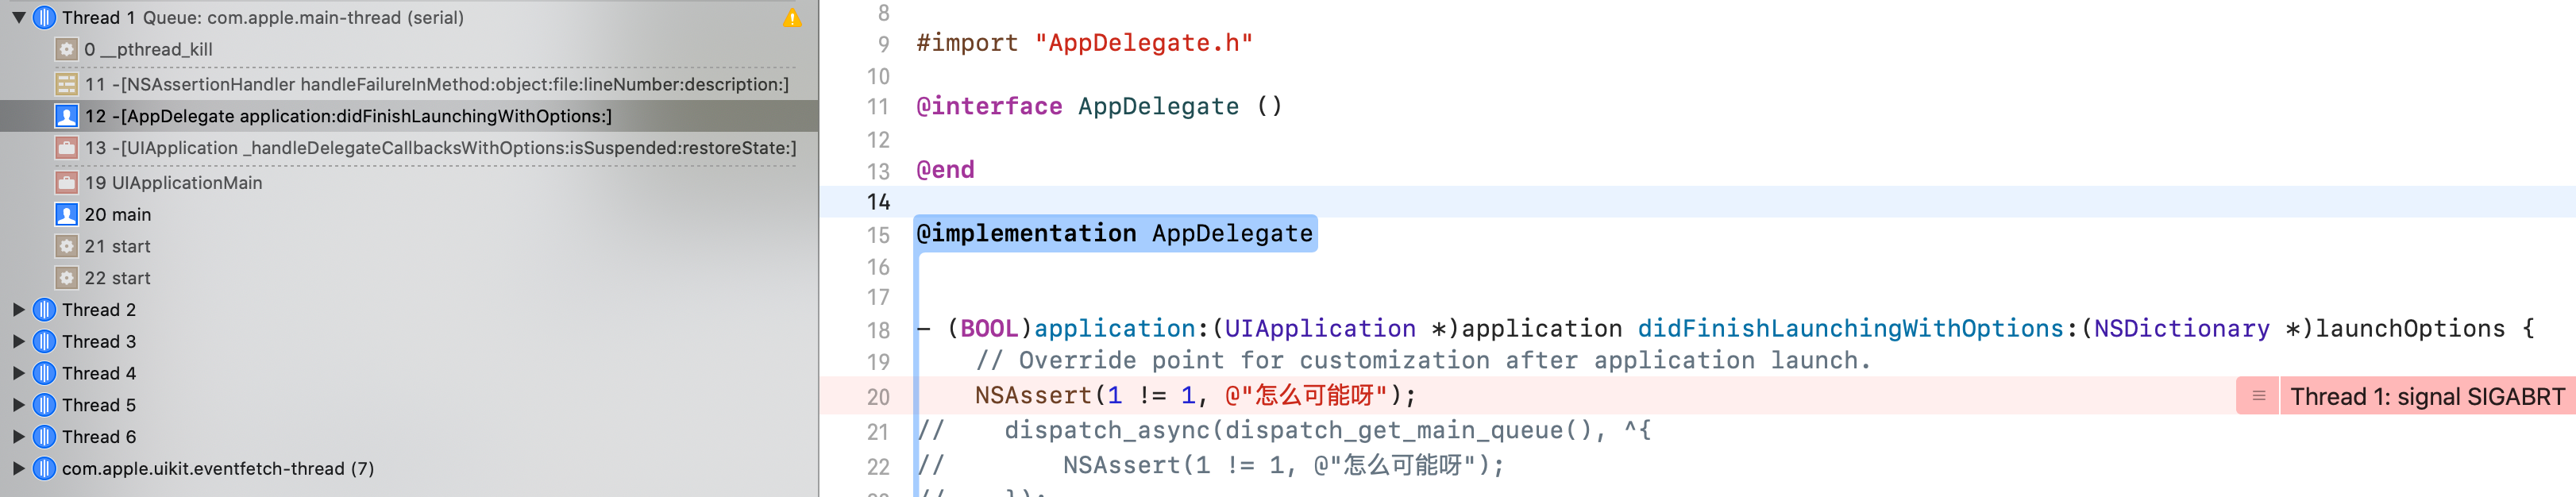 Thread 1 Queue: com.apple.main-thread (serial)
0 __pthread_kill
11 -[NSAssertionHandler handleFailureInMethod:object:file:lineNumber:description:]
12 -[AppDelegate application:didFinishLaunchingWithOptions:]
13 -[UIApplication _handleDelegateCallbacksWithOptions:isSuspended:restoreState:]
19 UIApplicationMain
20 main
21 start
22 start
Thread 2
Thread 3
Thread 4
Thread 5
Thread 6
com.apple.uikit.eventfetch-thread (7)
8
9 #import "AppDelegate.h"
10
11 @interface AppDelegate ()
12
13 @end
14
15 @implementation AppDelegate
16
17
18 - (BOOL)application:(UIApplication *)application didFinishLaunchingWithOptions:(NSDictionary *)launchOptions {
19 // Override point for customization after application launch.
20 NSAssert(1 != 1, @"怎么可能呀"); Thread 1: signal SIGABRT
21 // dispatch_async(dispatch_get_main_queue(), ^{
22 // NSAssert(1 != 1, @"怎么可能呀");
// });